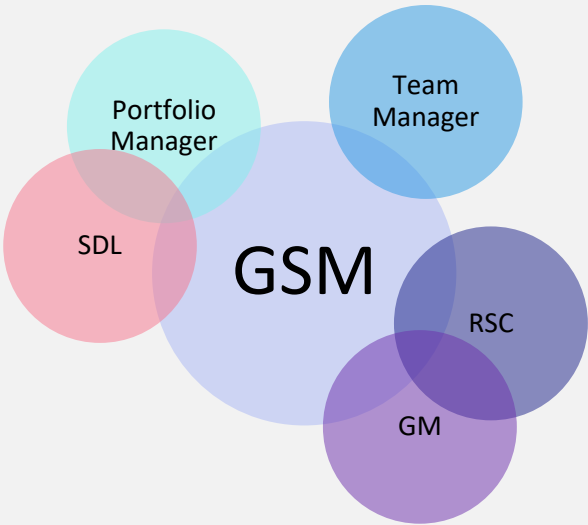 Portfolio
Manager
Team
Manager
SDL
GSM
RSC
GM